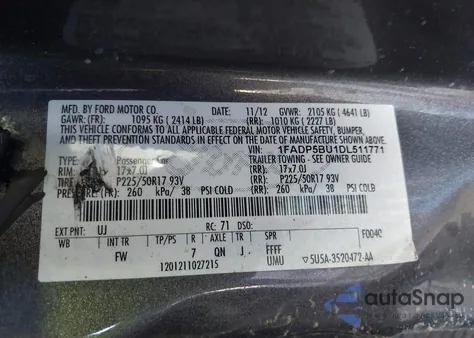 MFD. BY FORD MOTOR CO. 11/12 GVWR: 2105 KG ( 4641 LB)
GAWR: (FR): 1095 KG ( 2414 LB) (RR): 1010 KG ( 2227 LB)
THIS VEHICLE CONFORMS TO ALL APPLICABLE FEDERAL MOTOR VEHICLE SAFETY, BUMPER,
AND THEFT PREVENTION STANDARDS IN EFFECT ON THE DATE OF
MANUFACTURE SHOWN ABOVE. VIN: 1FADP5BU1DL511771
TYPE: Passenger Car TRAILER TOWING - SEE OWNER GUIDE
RIM: 17x7.0J 17x7.0J
TIRE: P225/50R17 93V P225/50R17 93V
(FR): 260 kPa/ 38 PSI COLD (RR): 260 kPa/ 38 PSI COLD
EXT PNT: UJ RC: 71 DSO: F0040
WB INT TR TP/PS R AXLE TR
FW 7 QN J FFFF
UMU
1201211027215 5U5A-3520472-AA
autoSnap